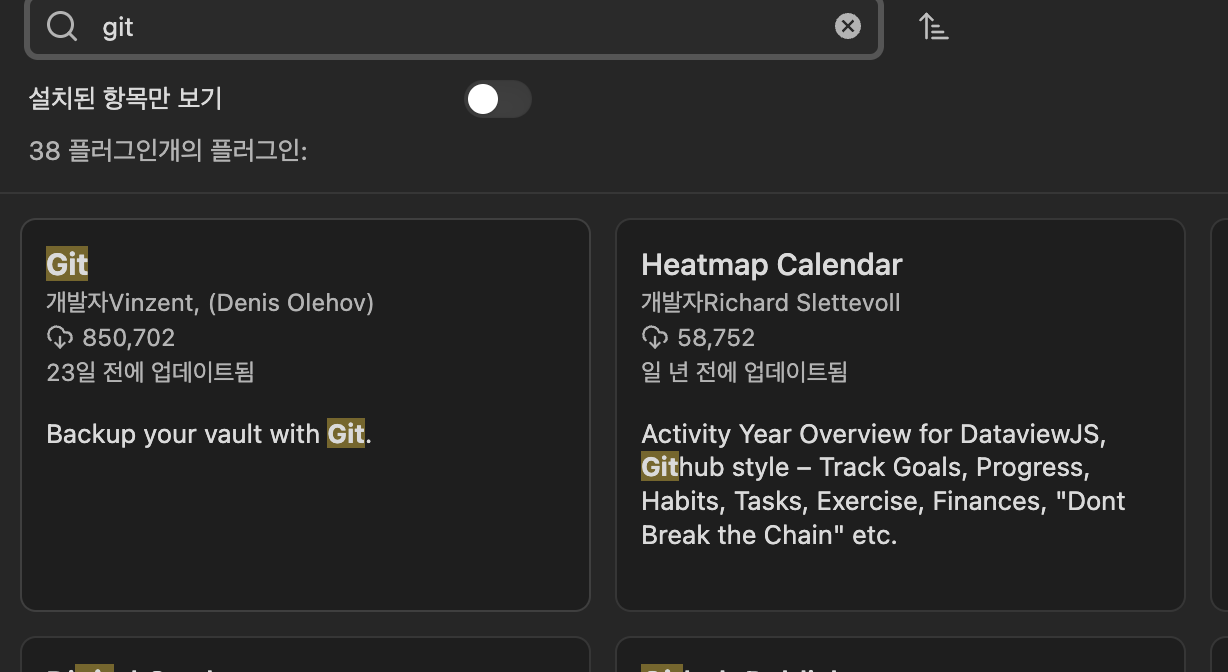 git
설치된 항목만 보기
38 플러그인개의 플러그인:
Git
개발자Vinzent, (Denis Olehov)
850,702
23일 전에 업데이트됨
Backup your vault with Git.
Heatmap Calendar
개발자Richard Slettevoll
58,752
일 년 전에 업데이트됨
Activity Year Overview for DataviewJS,
Github style – Track Goals, Progress,
Habits, Tasks, Exercise, Finances, "Dont
Break the Chain" etc.